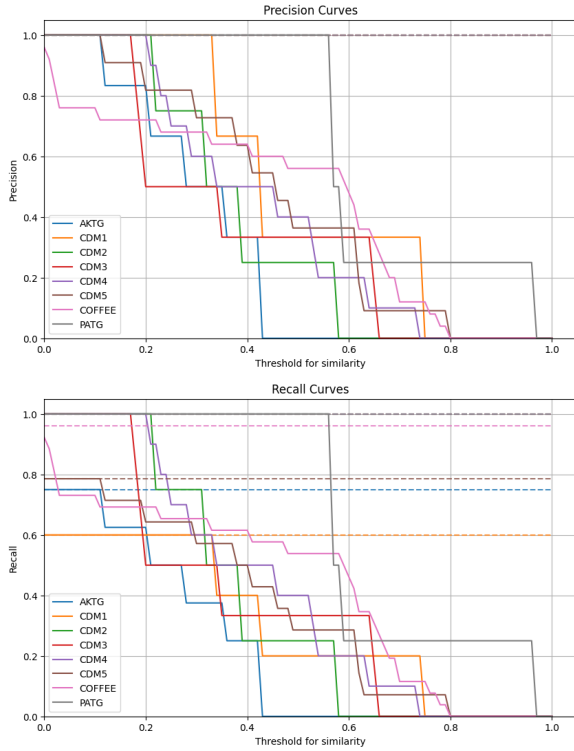 Precision Curves
1.0
0.8
0.6
0.4
0.2
0.0
Precision
AKTG
CDM1
CDM2
CDM3
CDM4
CDM5
COFFEE
PATG
0.0 0.2 0.4 0.6 0.8 1.0
Threshold for similarity
Recall Curves
1.0
0.8
0.6
0.4
0.2
0.0
Recall
AKTG
CDM1
CDM2
CDM3
CDM4
CDM5
COFFEE
PATG
0.0 0.2 0.4 0.6 0.8 1.0
Threshold for similarity